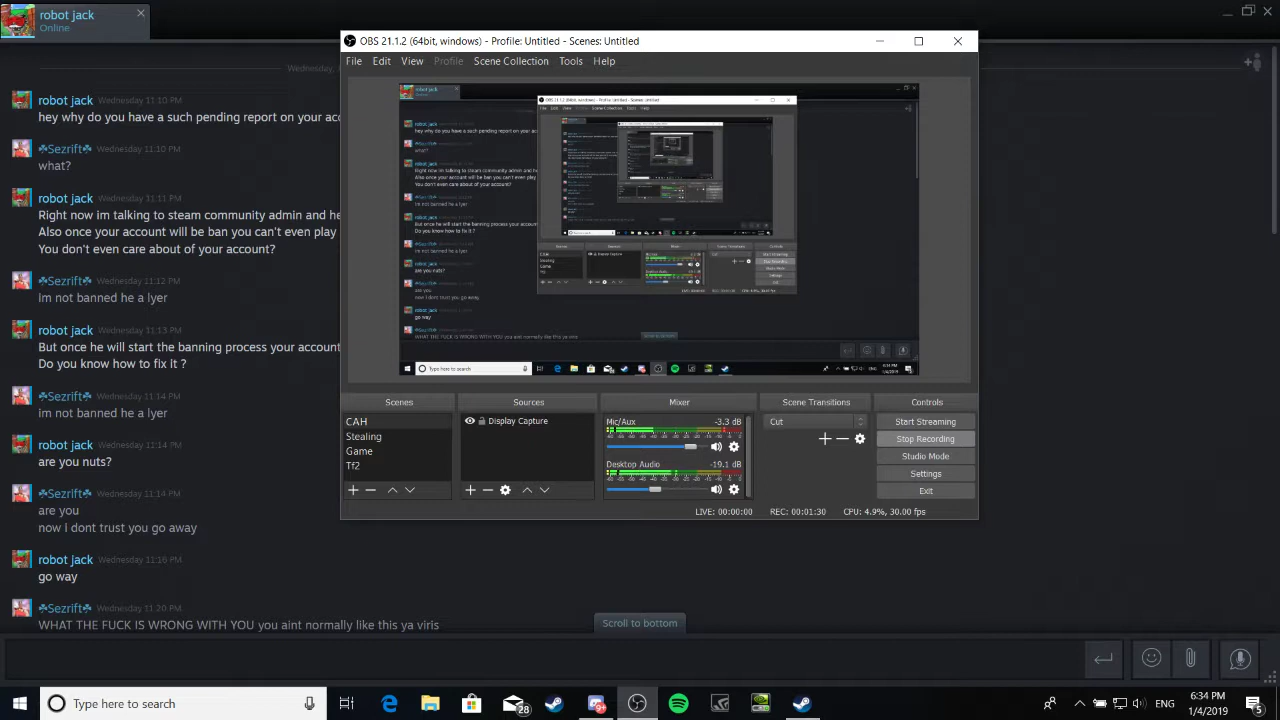 robot jack
Online
OBS 21.1.2 (64bit, windows) - Profile: Untitled - Scenes: Untitled
File Edit View Profile Scene Collection Tools Help
Wednesday,
robot jack Wednesday 11:10 PM
hey why do you have a such pending report on your acc
☘Sezrift☘ Wednesday 11:10 PM
what?
robot jack Wednesday 11:11 PM
Right now im talking to steam community admin and he
Also once your account will be ban you can't even play
You don't even care about of your account?
☘Sezrift☘ Wednesday 11:12 PM
im not banned he a lyer
robot jack Wednesday 11:13 PM
But once he will start the banning process your account
Do you know how to fix it ?
☘Sezrift☘ Wednesday 11:14 PM
im not banned he a lyer
robot jack Wednesday 11:14 PM
are you nuts?
☘Sezrift☘ Wednesday 11:14 PM
are you
now i dont trust you go away
robot jack Wednesday 11:16 PM
go way
☘Sezrift☘ Wednesday 11:20 PM
WHAT THE FUCK IS WRONG WITH YOU you aint normally like this ya viris
Scroll to bottom
Scenes
CAH
Stealing
Game
Tf2
Sources
Display Capture
Mixer
Mic/Aux -3.3 dB
Desktop Audio -19.1 dB
Scene Transitions
Cut
Controls
Start Streaming
Stop Recording
Studio Mode
Settings
Exit
LIVE: 00:00:00 REC: 00:01:30 CPU: 4.9%, 30.00 fps
Type here to search
28
ENG
:34 PM
1/4/2019
5